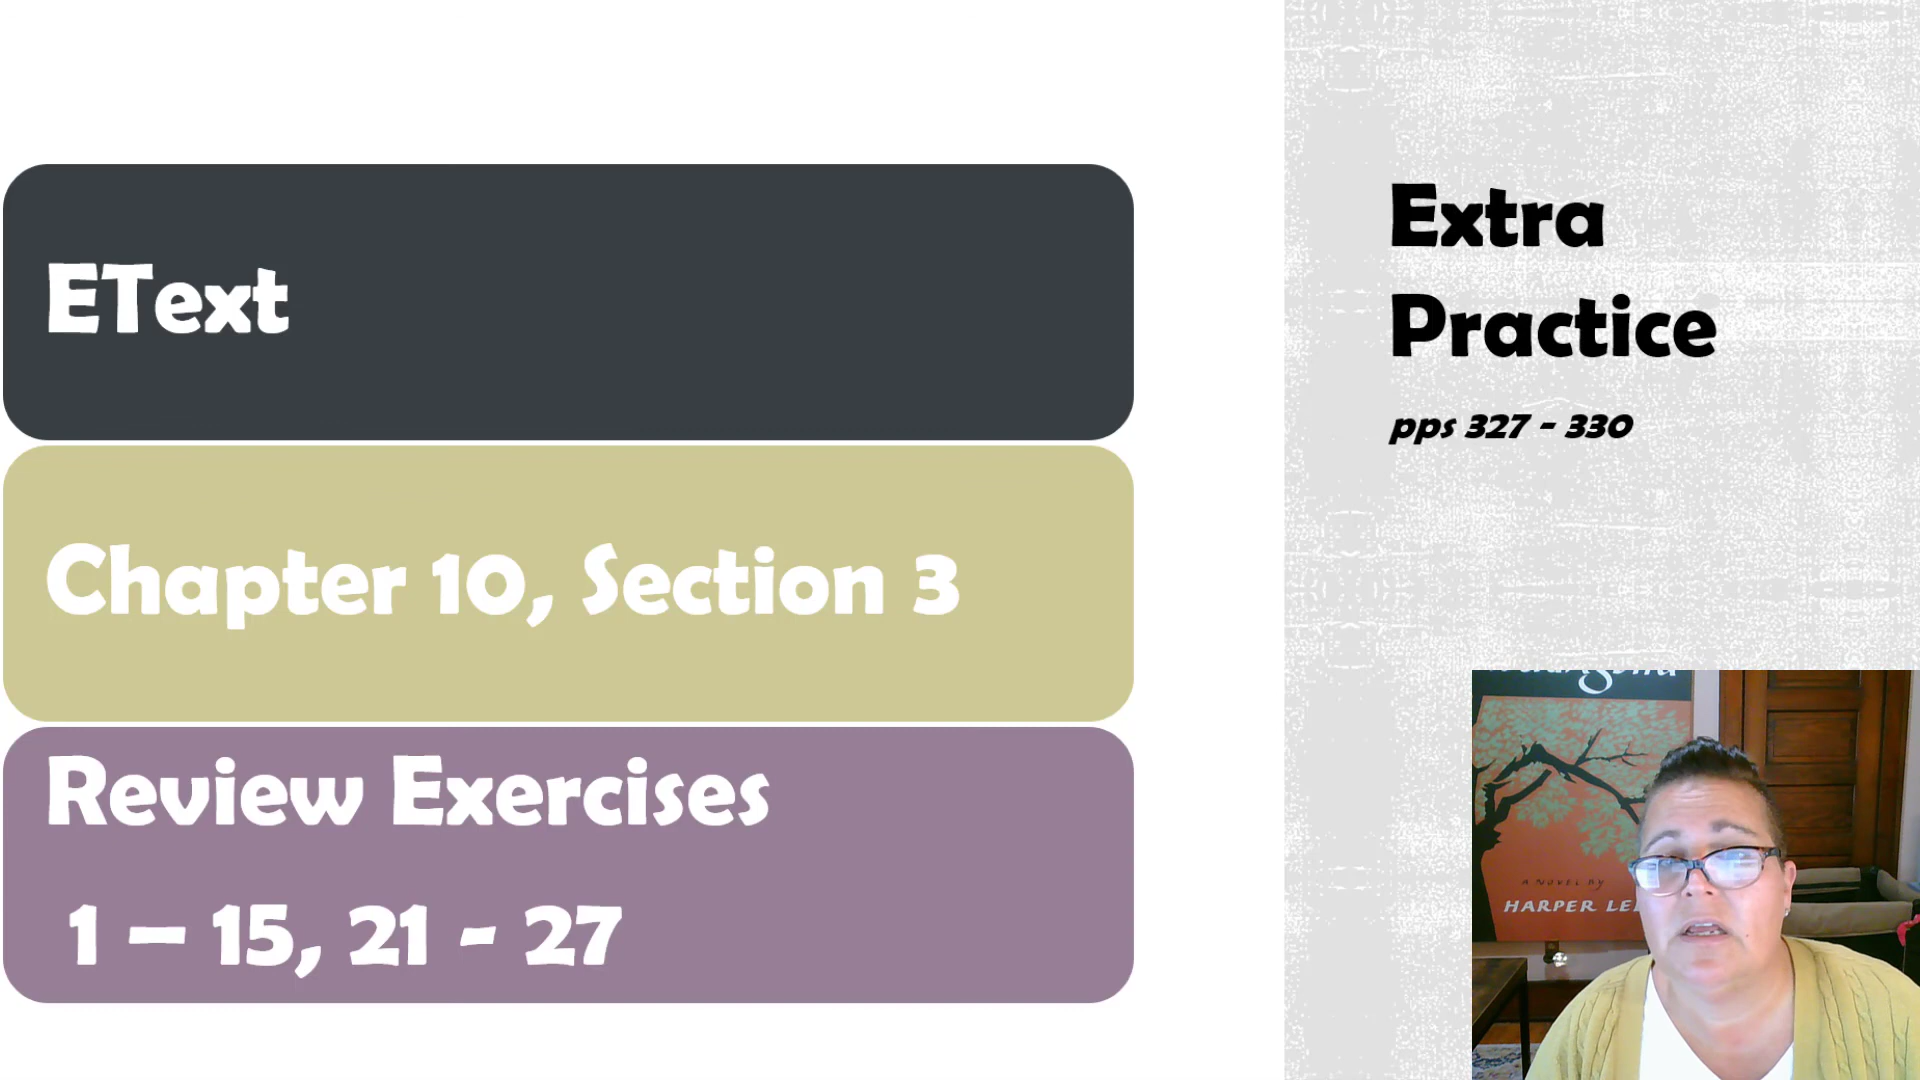 EText
Chapter 10, Section 3
Review Exercises
1 – 15, 21 - 27
Extra
Practice
pps 327 - 330
A NOVEL BY
HARPER LE